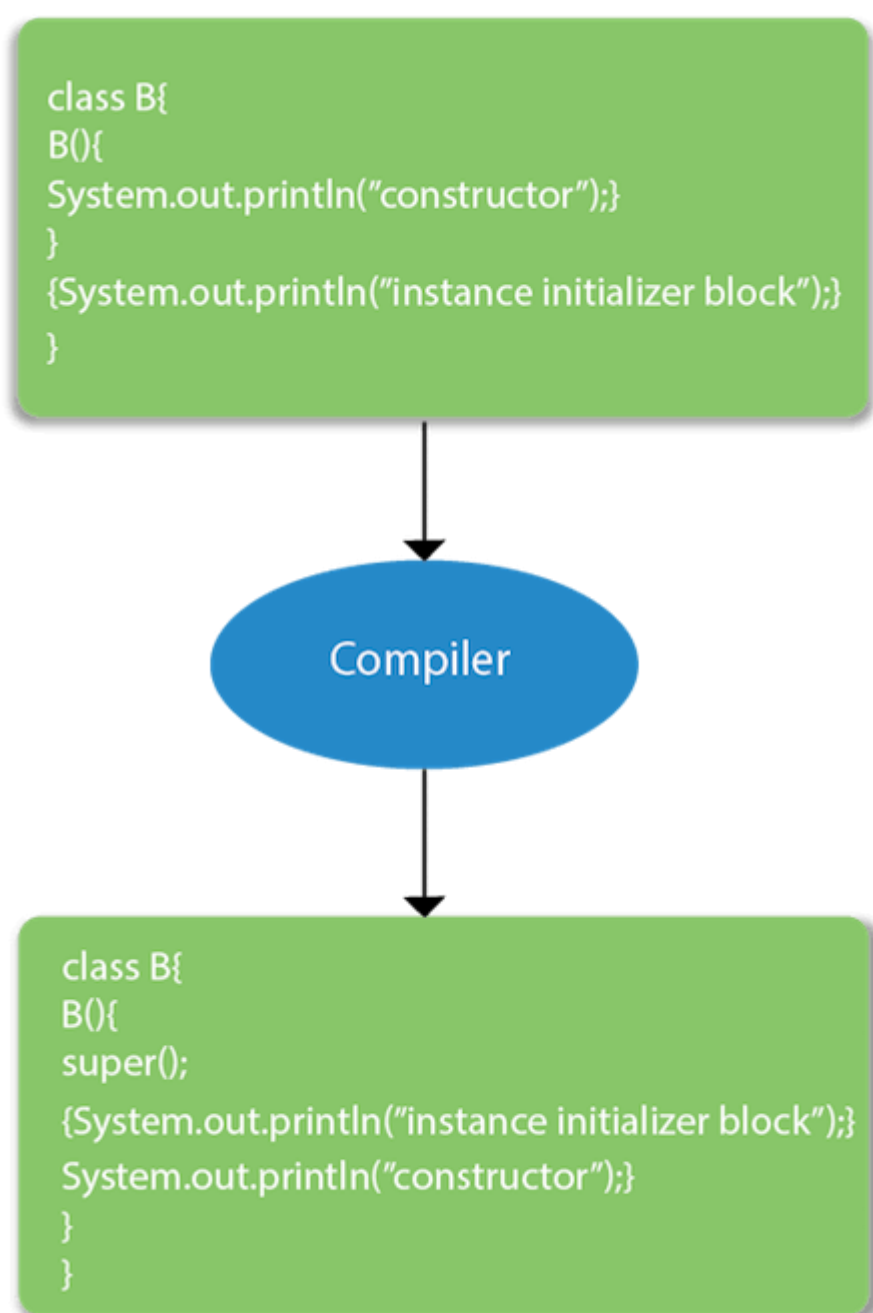 class B{
B(){
System.out.println("constructor");}
}
{System.out.println("instance initializer block");}
}
Compiler
class B{
B(){
super();
{System.out.println("instance initializer block");}
System.out.println("constructor");}
}
}